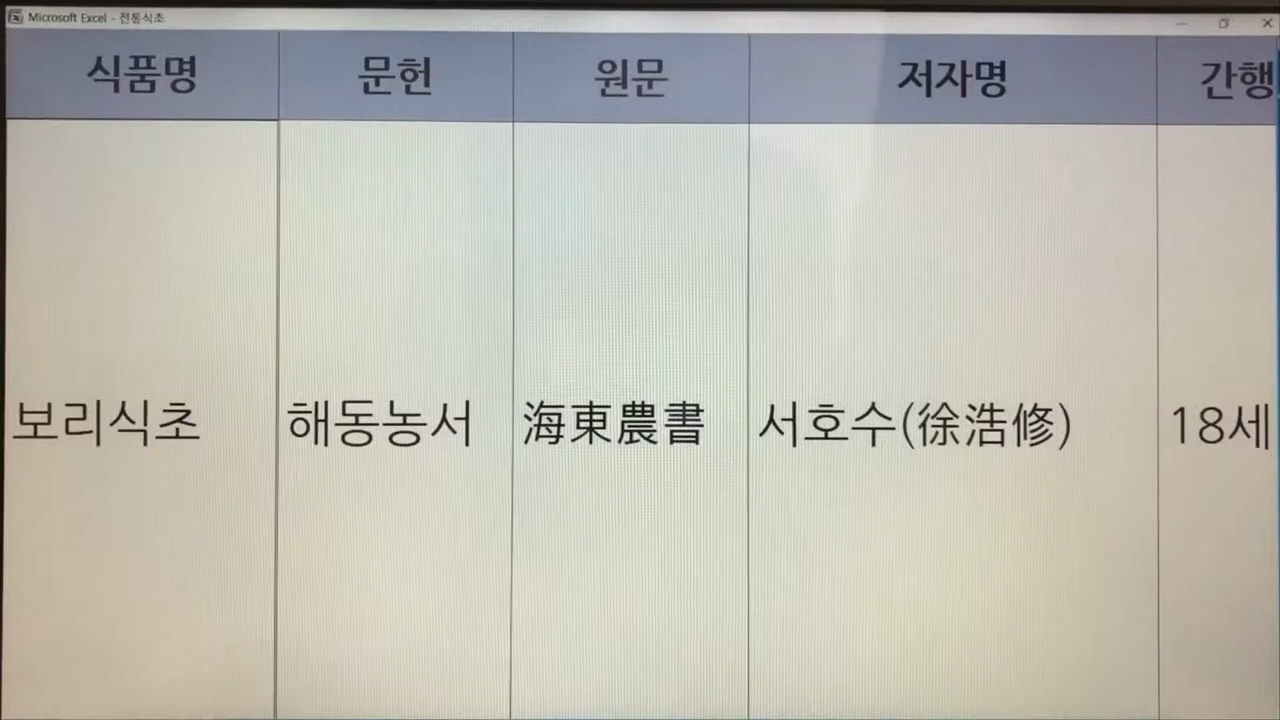 Microsoft Excel - 전통식초
식품명 문헌 원문 저자명 간행
보리식초 해동농서 海東農書 서호수(徐浩修) 18세